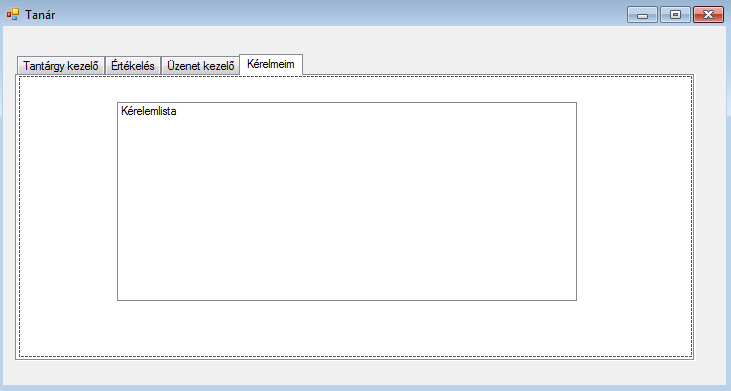 Tanár
Tantárgy kezelő Értékelés Üzenet kezelő Kérelmeim
Kérelemlista